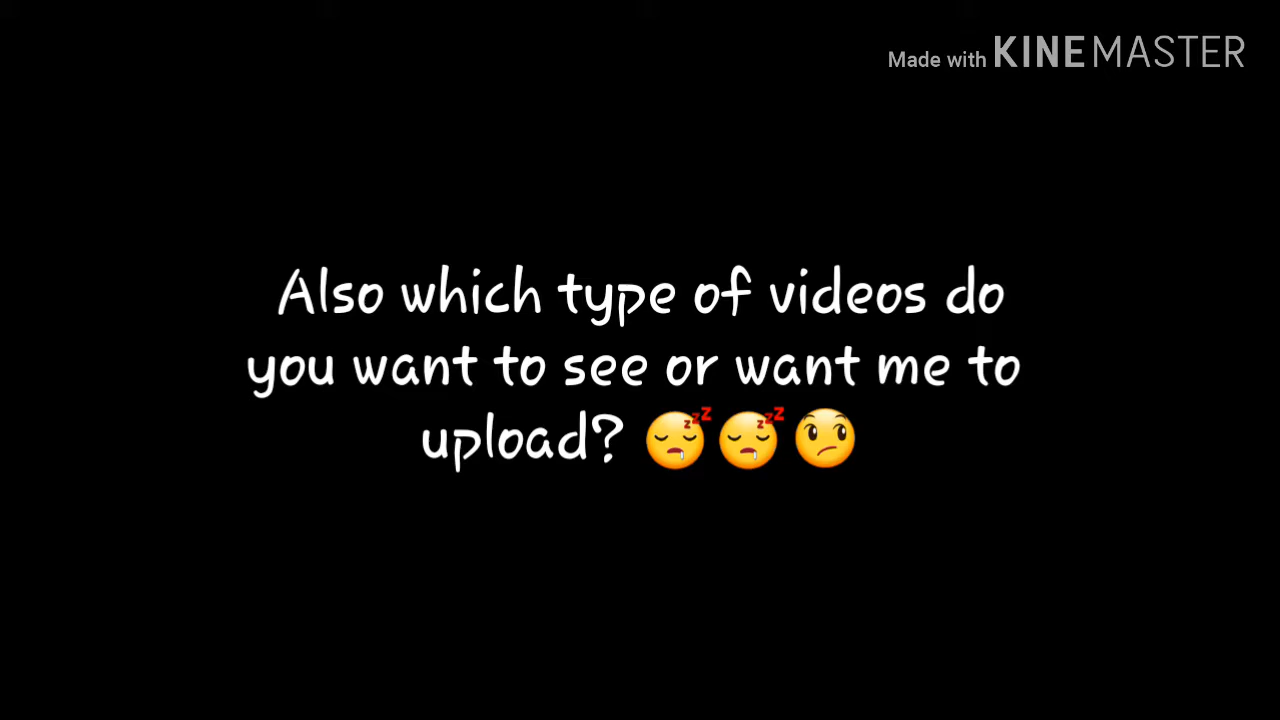 Made with KINEMASTER
Also which type of videos do
you want to see or want me to
upload? 😴😴😞